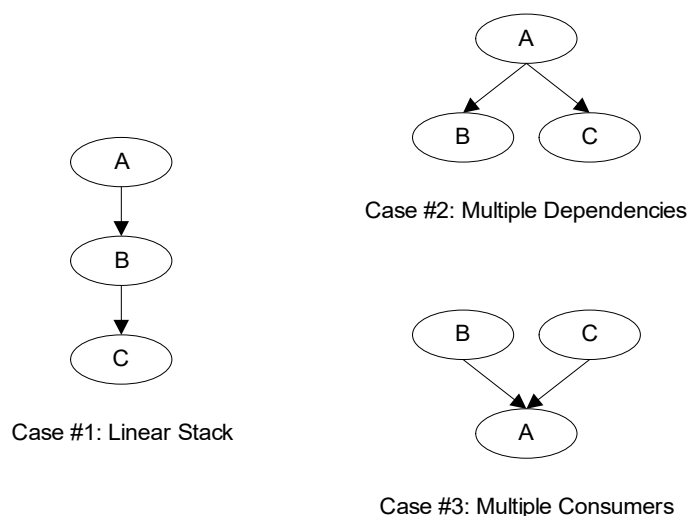 A
B
C
Case #1: Linear Stack
A
B C
Case #2: Multiple Dependencies
B C
A
Case #3: Multiple Consumers